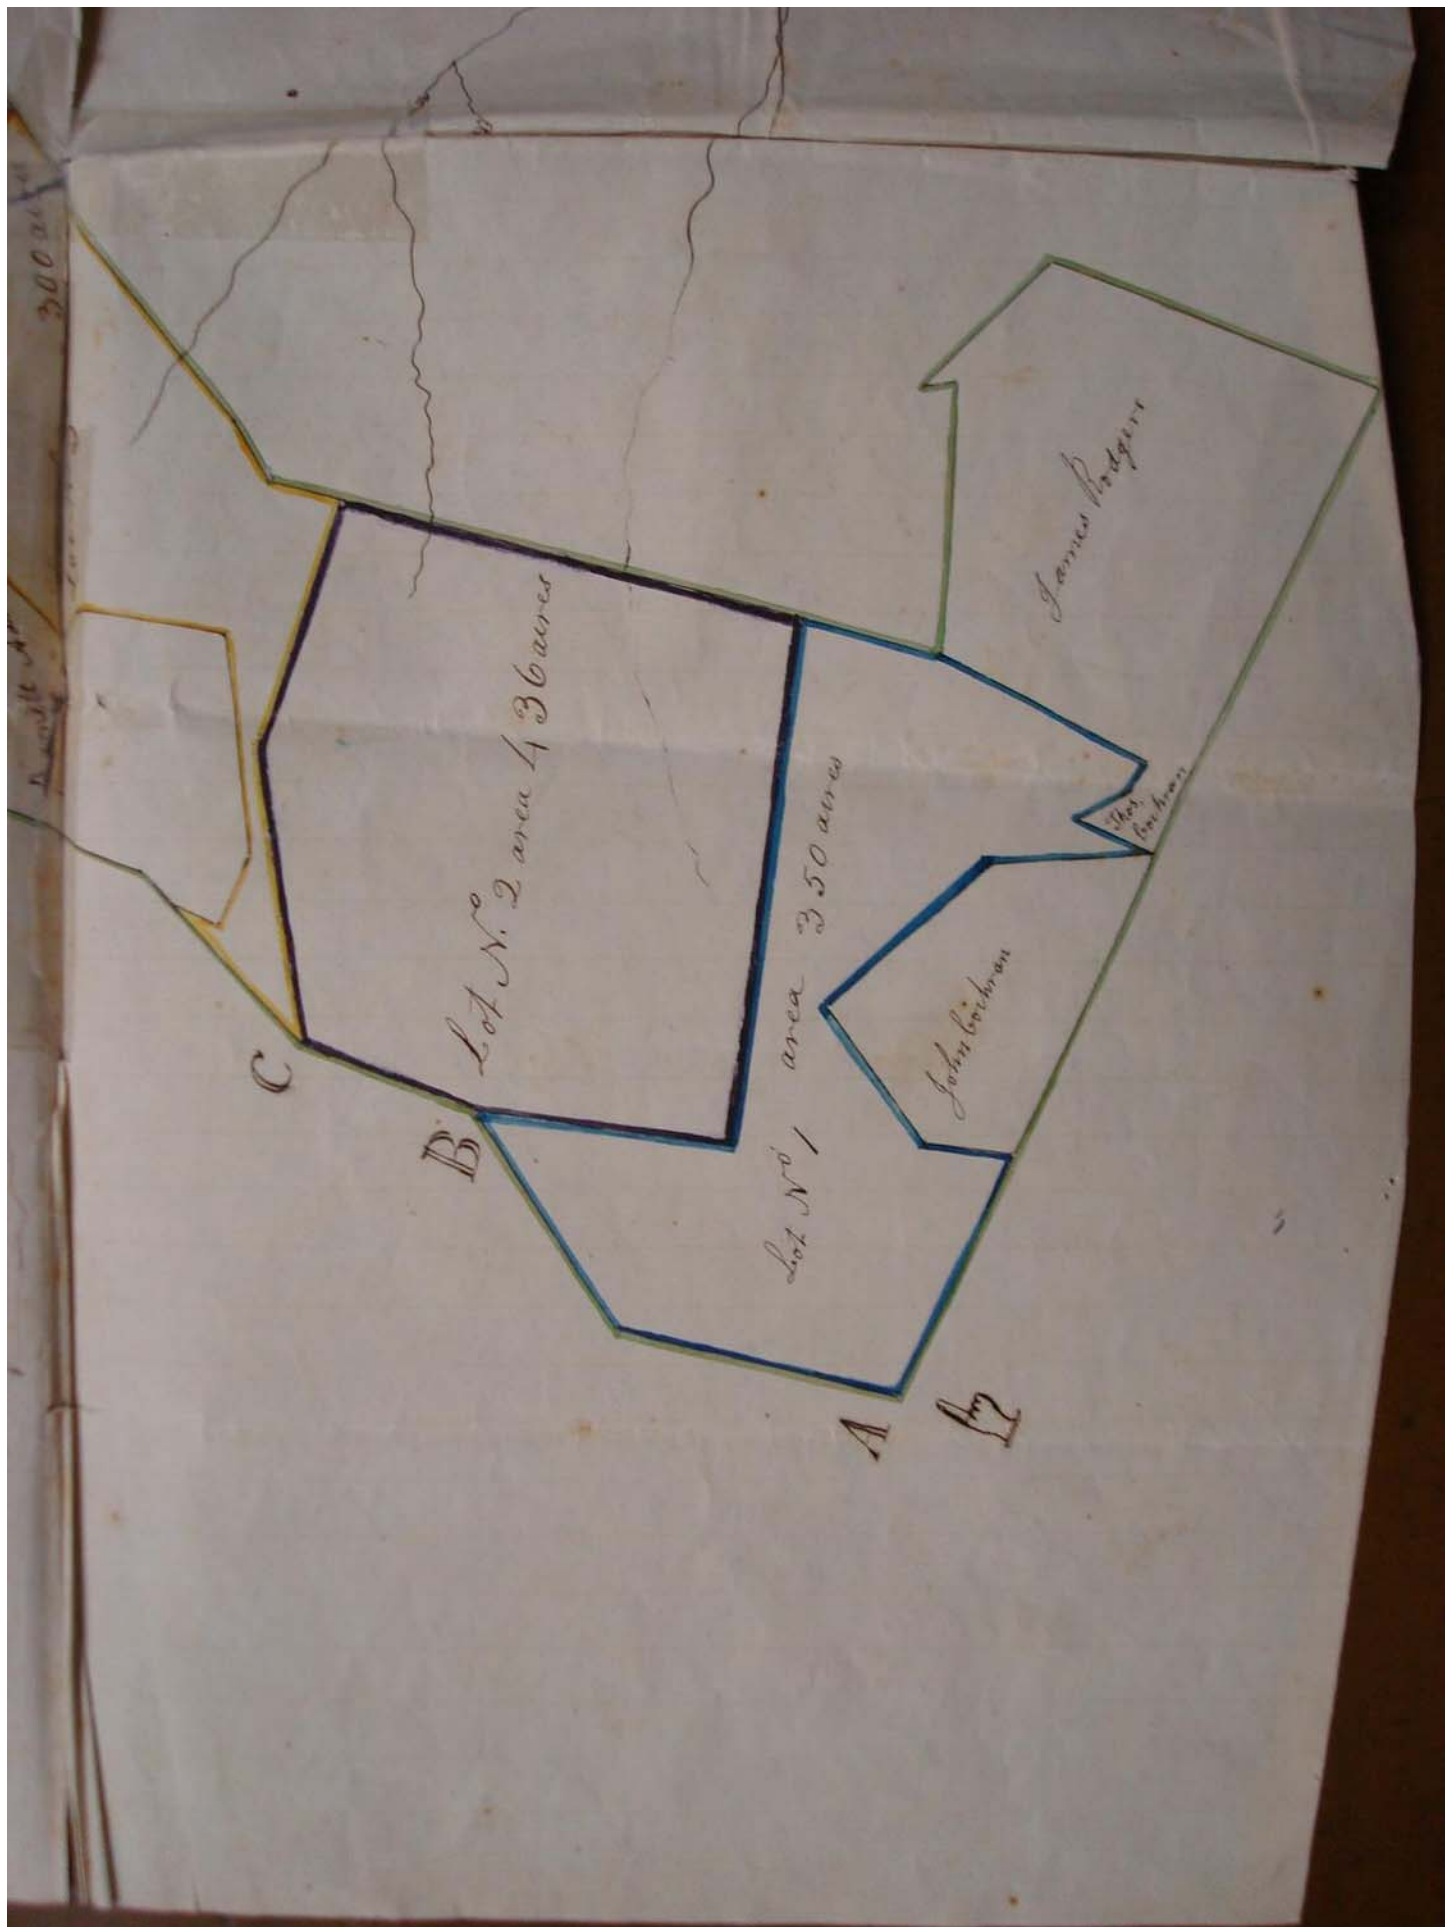 300 a
C
B
Lot No. 2 area 436 acres
Lot No 1 area 350 acres
A
James Rodgers
Thos.
Cochran
John Cochran